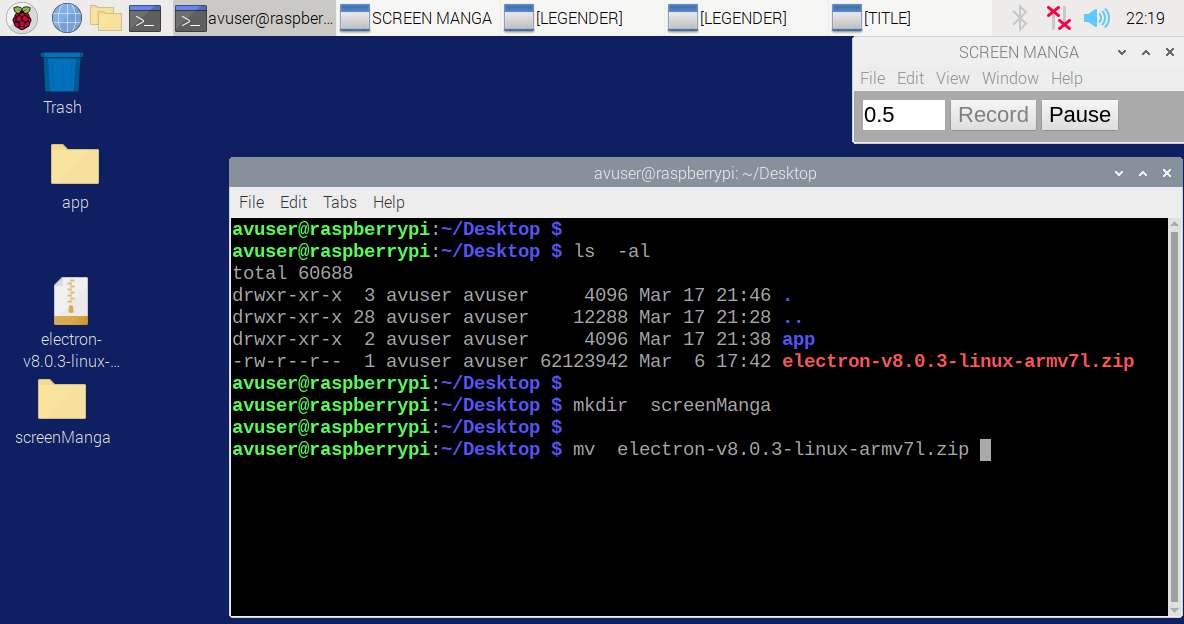 avuser@raspber... SCREEN MANGA [LEGENDER] [LEGENDER] [TITLE] 22:19
SCREEN MANGA
File Edit View Window Help
0.5 Record Pause
Trash
app
electron-
v8.0.3-linux-...
screenManga
avuser@raspberrypi: ~/Desktop
File Edit Tabs Help
avuser@raspberrypi:~/Desktop $
avuser@raspberrypi:~/Desktop $ ls  -al
total 60688
drwxr-xr-x  3 avuser avuser     4096 Mar 17 21:46 .
drwxr-xr-x 28 avuser avuser    12288 Mar 17 21:28 ..
drwxr-xr-x  2 avuser avuser     4096 Mar 17 21:38 app
-rw-r--r--  1 avuser avuser 62123942 Mar  6 17:42 electron-v8.0.3-linux-armv7l.zip
avuser@raspberrypi:~/Desktop $
avuser@raspberrypi:~/Desktop $ mkdir  screenManga
avuser@raspberrypi:~/Desktop $
avuser@raspberrypi:~/Desktop $ mv  electron-v8.0.3-linux-armv7l.zip